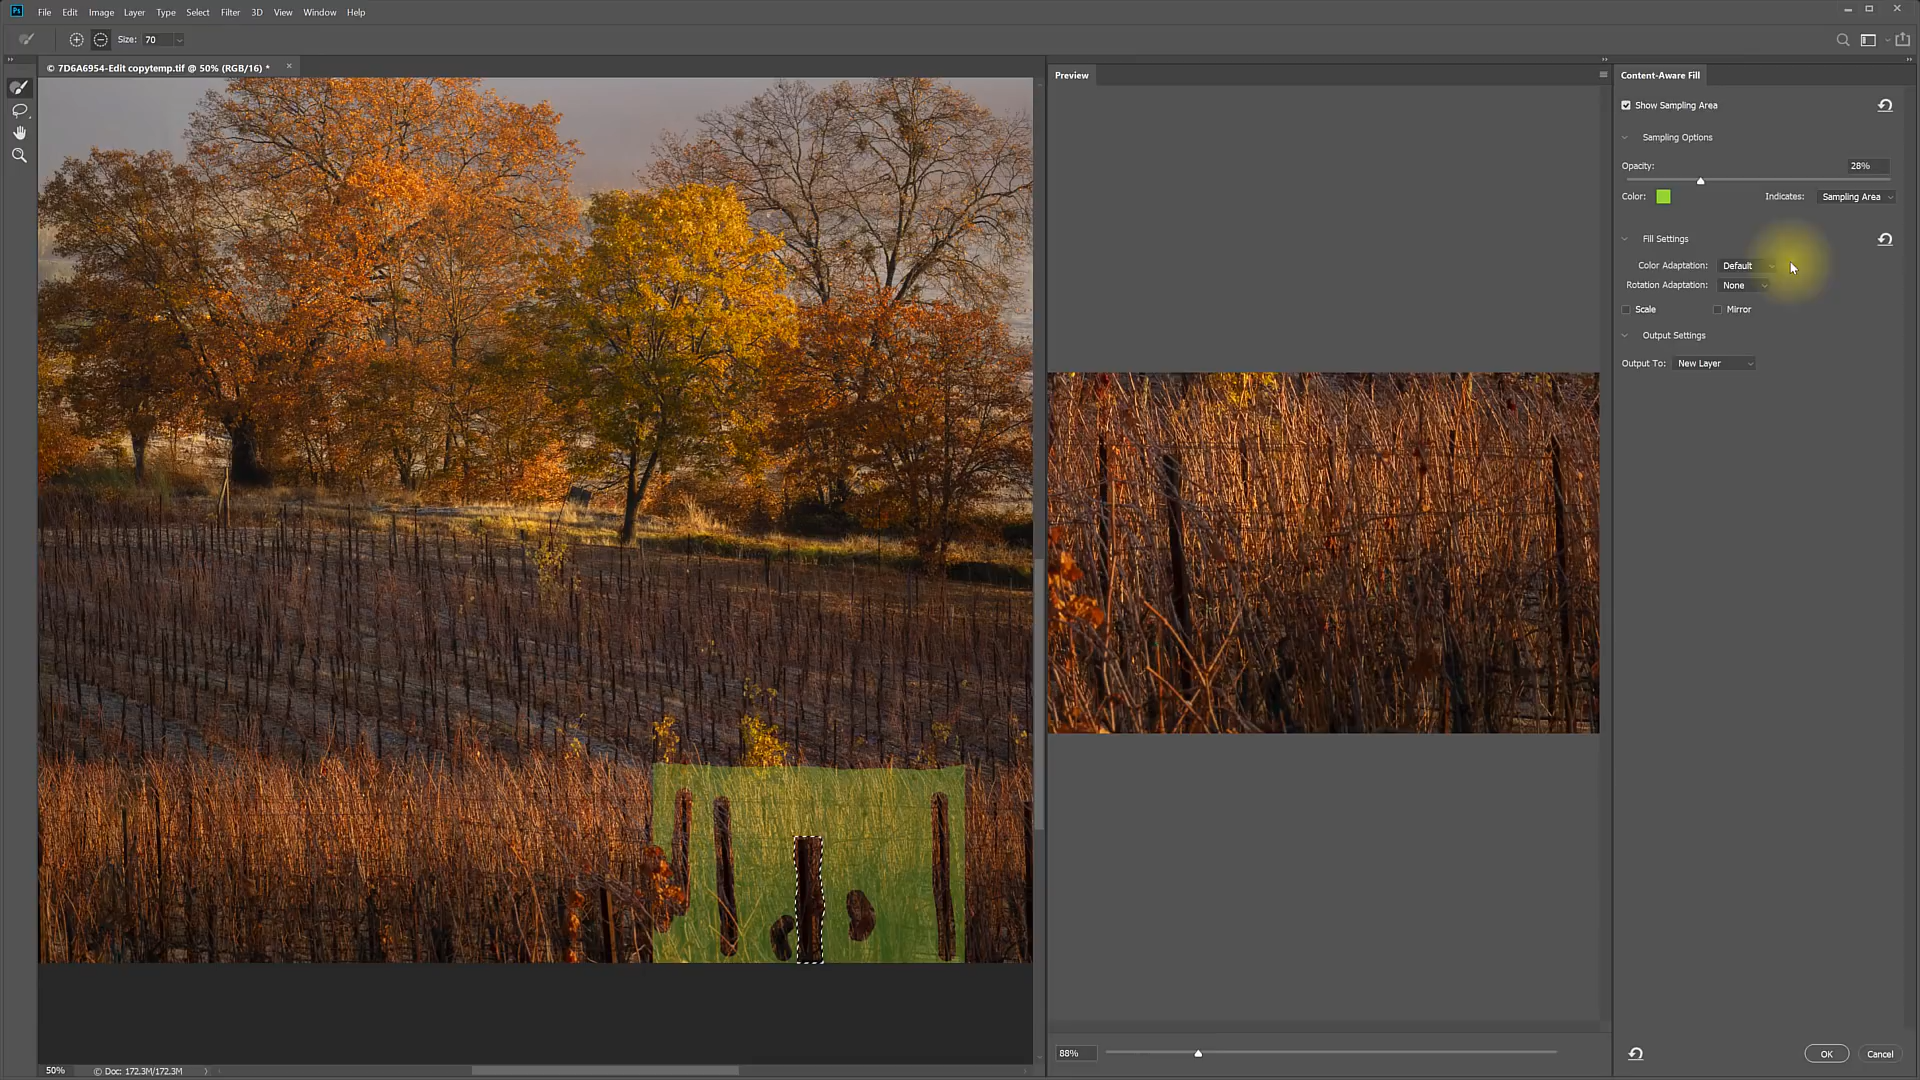 Ps File Edit Image Layer Type Select Filter 3D View Window Help
Size: 70
© 7D6A6954-Edit copytemp.tif @ 50% (RGB/16) *
Preview
Content-Aware Fill
Show Sampling Area
Sampling Options
Opacity: 28%
Color: Indicates: Sampling Area
Fill Settings
Color Adaptation: Default
Rotation Adaptation: None
Scale Mirror
Output Settings
Output To: New Layer
88%
OK Cancel
50% © Doc: 172.3M/172.3M